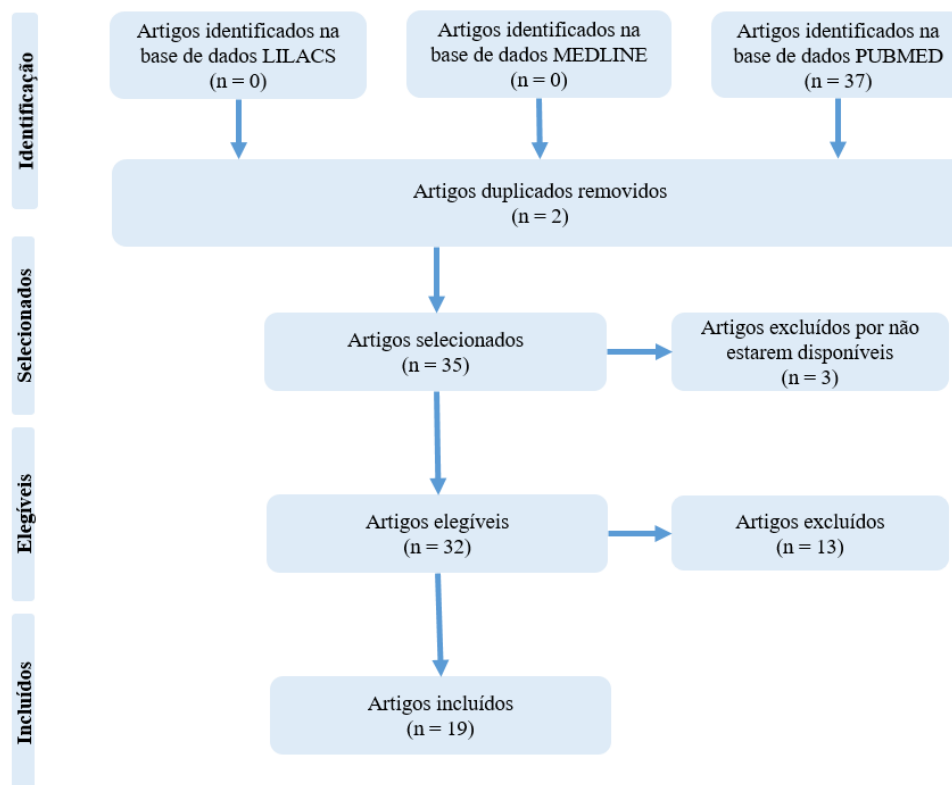 Identificação
Artigos identificados na
base de dados LILACS
(n = 0)
Artigos identificados na
base de dados MEDLINE
(n = 0)
Artigos identificados na
base de dados PUBMED
(n = 37)
Artigos duplicados removidos
(n = 2)
Selecionados
Artigos selecionados
(n = 35)
Artigos excluídos por não
estarem disponíveis
(n = 3)
Elegíveis
Artigos elegíveis
(n = 32)
Artigos excluídos
(n = 13)
Incluídos
Artigos incluídos
(n = 19)